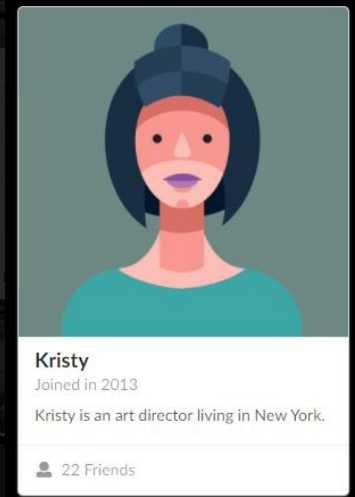 Kristy
Joined in 2013
Kristy is an art director living in New York.
22 Friends